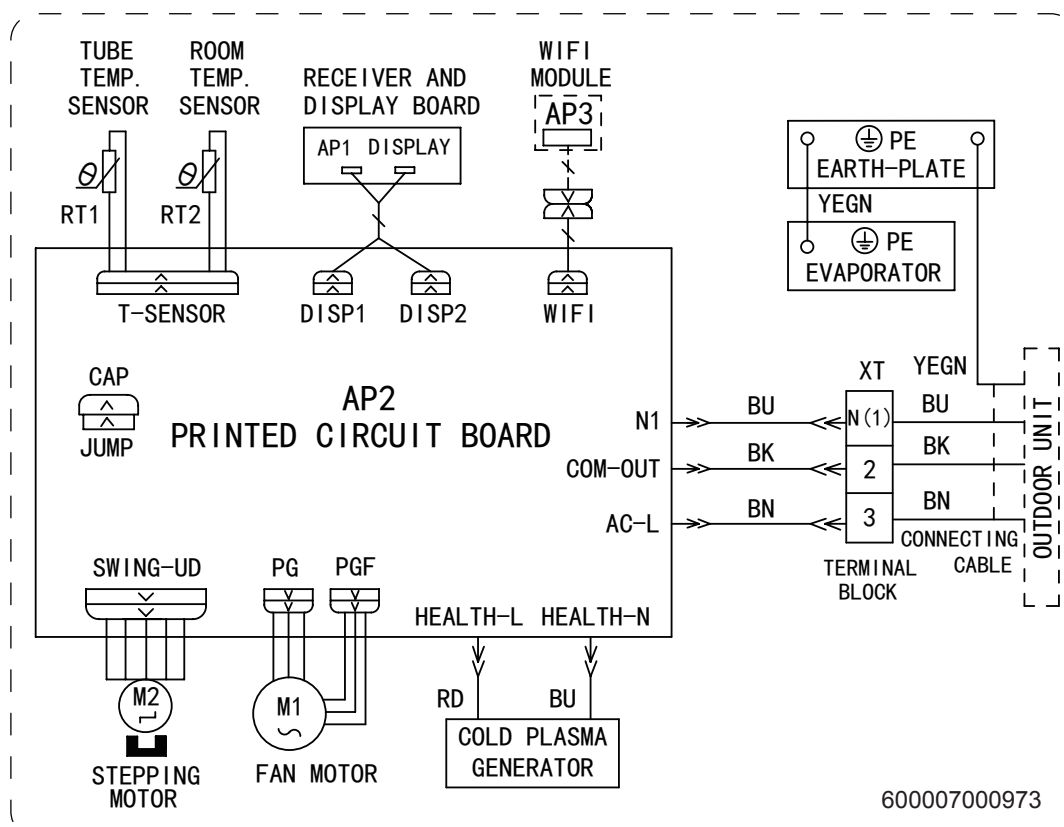 TUBE
TEMP.
SENSOR
ROOM
TEMP.
SENSOR
RECEIVER AND
DISPLAY BOARD
AP1 DISPLAY
WIFI
MODULE
AP3
PE
EARTH-PLATE
YEGN
PE
EVAPORATOR
θ
RT1
θ
RT2
T-SENSOR
DISP1
DISP2
WIFI
CAP
JUMP
AP2
PRINTED CIRCUIT BOARD
N1
COM-OUT
AC-L
BU
BK
BN
XT
N(1)
2
3
TERMINAL
BLOCK
YEGN
BU
BK
BN
CONNECTING
CABLE
OUTDOOR UNIT
SWING-UD
PG
PGF
HEALTH-L
HEALTH-N
M2
STEPPING
MOTOR
M1
FAN MOTOR
RD
BU
COLD PLASMA
GENERATOR
600007000973